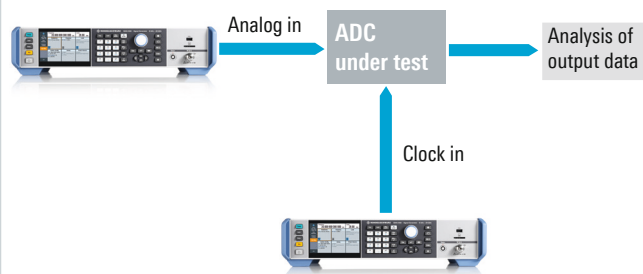 Analog in
ADC
under test
Analysis of
output data
Clock in